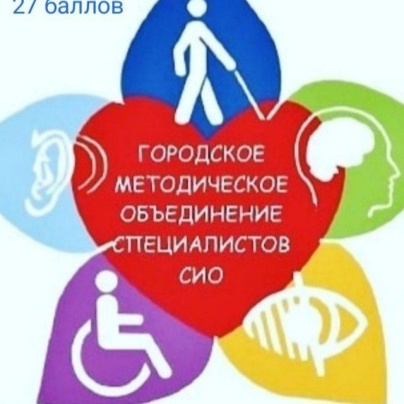 27 баллов
ГОРОДСКОЕ
МЕТОДИЧЕСКОЕ
ОБЪЕДИНЕНИЕ
СПЕЦИАЛИСТОВ
СИО